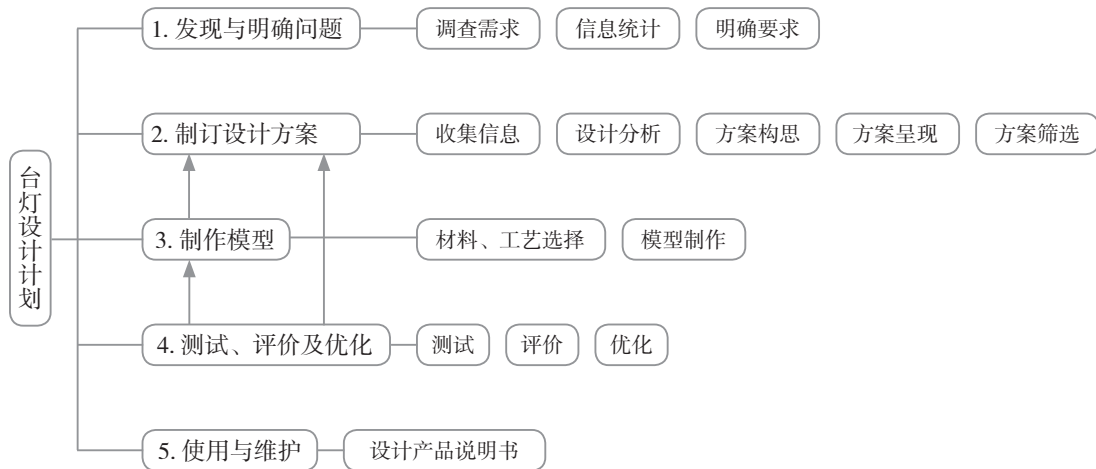 台灯设计计划
1. 发现与明确问题
调查需求
信息统计
明确要求
2. 制订设计方案
收集信息
设计分析
方案构思
方案呈现
方案筛选
3. 制作模型
材料、工艺选择
模型制作
4. 测试、评价及优化
测试
评价
优化
5. 使用与维护
设计产品说明书